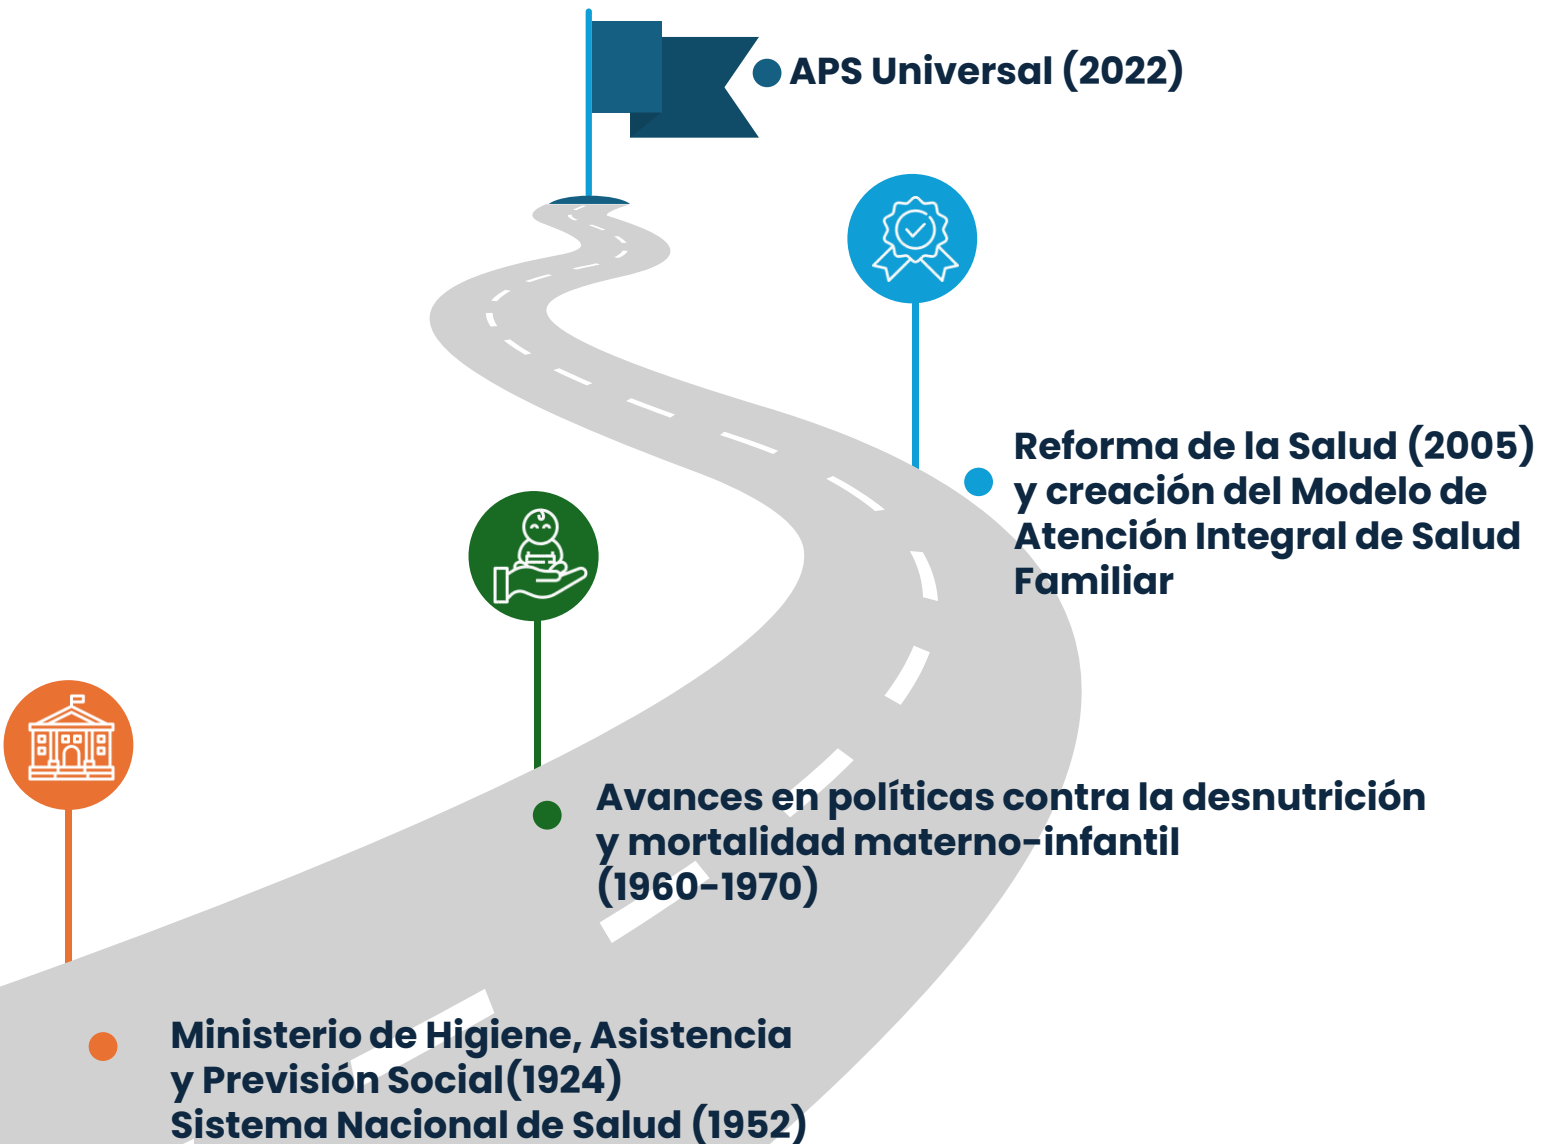 APS Universal (2022)
Reforma de la Salud (2005)
y creación del Modelo de
Atención Integral de Salud
Familiar
Avances en políticas contra la desnutrición
y mortalidad materno-infantil
(1960-1970)
Ministerio de Higiene, Asistencia
y Previsión Social(1924)
Sistema Nacional de Salud (1952)